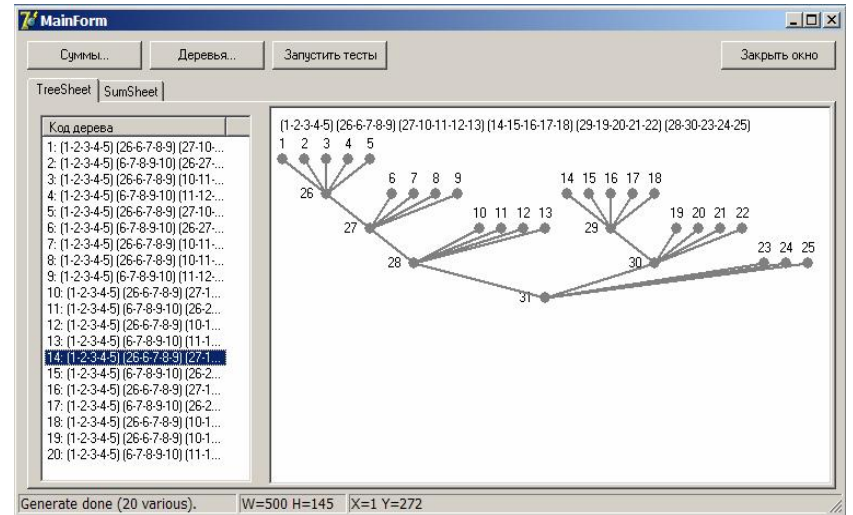 MainForm
Суммы... Деревья... Запустить тесты Закрыть окно
TreeSheet SumSheet
Код дерева
1: (1-2-3-4-5) (26-6-7-8-9) (27-10-...
2: (1-2-3-4-5) (6-7-8-9-10) (26-27-...
3: (1-2-3-4-5) (26-6-7-8-9) (10-11-...
4: (1-2-3-4-5) (6-7-8-9-10) (11-12-...
5: (1-2-3-4-5) (26-6-7-8-9) (27-10-...
6: (1-2-3-4-5) (6-7-8-9-10) (26-27-...
7: (1-2-3-4-5) (26-6-7-8-9) (10-11-...
8: (1-2-3-4-5) (26-6-7-8-9) (10-11-...
9: (1-2-3-4-5) (6-7-8-9-10) (11-12-...
10: (1-2-3-4-5) (26-6-7-8-9) (27-1...
11: (1-2-3-4-5) (6-7-8-9-10) (26-2...
12: (1-2-3-4-5) (26-6-7-8-9) (10-1...
13: (1-2-3-4-5) (6-7-8-9-10) (11-1...
14: (1-2-3-4-5) (26-6-7-8-9) (27-1...
15: (1-2-3-4-5) (6-7-8-9-10) (26-2...
16: (1-2-3-4-5) (26-6-7-8-9) (27-1...
17: (1-2-3-4-5) (6-7-8-9-10) (26-2...
18: (1-2-3-4-5) (26-6-7-8-9) (10-1...
19: (1-2-3-4-5) (26-6-7-8-9) (10-1...
20: (1-2-3-4-5) (6-7-8-9-10) (11-1...
(1-2-3-4-5) (26-6-7-8-9) (27-10-11-12-13) (14-15-16-17-18) (29-19-20-21-22) (28-30-23-24-25)
1 2 3 4 5
26 6 7 8 9 14 15 16 17 18
27 10 11 12 13 29 19 20 21 22
28 30 23 24 25
31
Generate done (20 various). W=500 H=145 X=1 Y=272